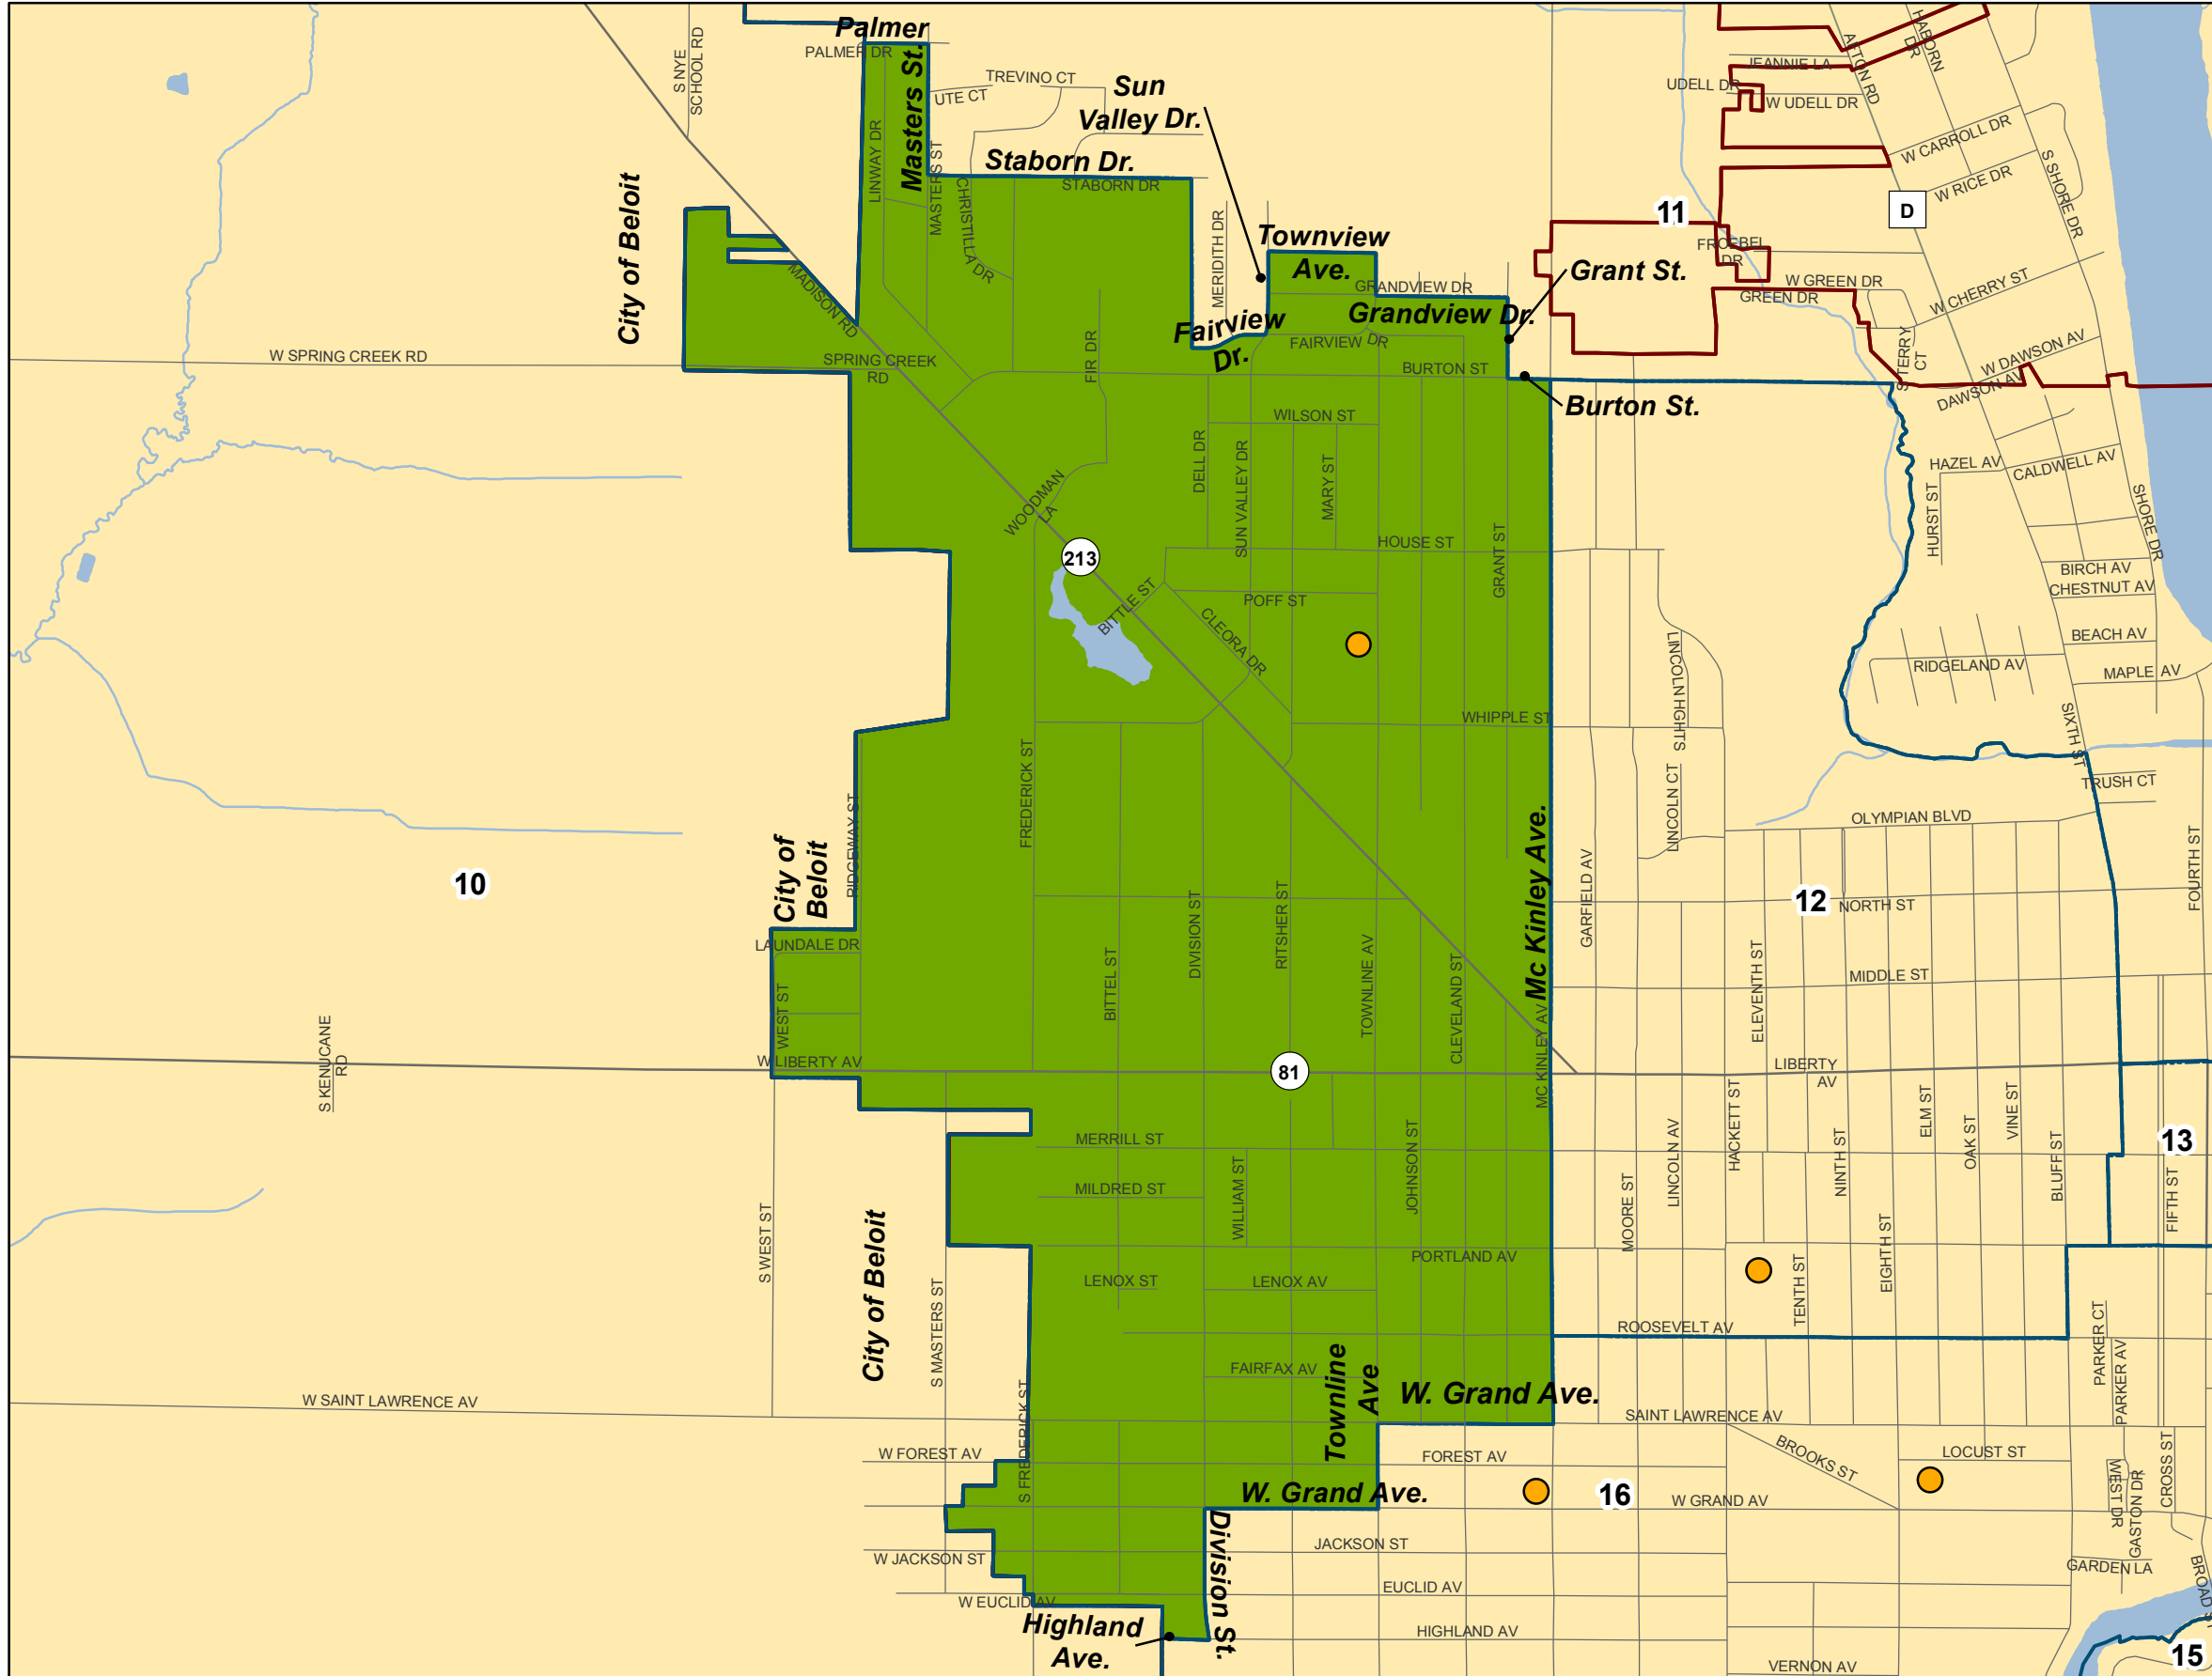 Palmer
PALMER DR
Masters St.
S NYE
SCHOOL RD
TREVINO CT
UTE CT
Sun
Valley Dr.
Staborn Dr.
STABORN DR
LINWAY DR
MASTERS ST
CHRISTILLA DR
City of Beloit
MADISON RD
MERIDITH DR
Townview
Ave.
GRANDVIEW DR
Grandview Dr.
Grant St.
Fairview
Dr.
FAIRVIEW DR
BURTON ST
Burton St.
11
JEANNIE LA
UDELL DR
W UDELL DR
AFTON RD
HABORN
DR
W CARROLL DR
W RICE DR
S SHORE DR
D
FROEBEL
DR
W GREEN DR
GREEN DR
W CHERRY ST
S TERRY
CT
W DAWSON AV
DAWSON AV
W SPRING CREEK RD
SPRING CREEK
RD
FIR DR
WILSON ST
DELL DR
SUN VALLEY DR
MARY ST
WOODMAN
LA
213
HOUSE ST
GRANT ST
BITTLE ST
POFF ST
CLEORA DR
HAZEL AV
CALDWELL AV
HURST ST
SHORE DR
BIRCH AV
CHESTNUT AV
BEACH AV
RIDGELAND AV
MAPLE AV
LINCOLN HGHTS
WHIPPLE ST
SIXTH ST
TRUSH CT
FREDERICK ST
RIDGEWAY ST
LINCOLN CT
OLYMPIAN BLVD
FOURTH ST
City of
Beloit
10
Mc Kinley Ave.
GARFIELD AV
12
NORTH ST
LAUNDALE DR
WEST ST
BITTEL ST
DIVISION ST
RITSHER ST
TOWNLINE AV
CLEVELAND ST
MC KINLEY AV
ELEVENTH ST
MIDDLE ST
S KENUCANE
RD
W LIBERTY AV
81
LIBERTY
AV
MERRILL ST
MILDRED ST
WILLIAM ST
JOHNSON ST
MOORE ST
LINCOLN AV
HACKETT ST
NINTH ST
ELM ST
OAK ST
VINE ST
BLUFF ST
13
FIFTH ST
S WEST ST
City of Beloit
S MASTERS ST
PORTLAND AV
LENOX ST
LENOX AV
TENTH ST
EIGHTH ST
ROOSEVELT AV
PARKER CT
PARKER AV
FAIRFAX AV
Townline
Ave
W. Grand Ave.
W SAINT LAWRENCE AV
SAINT LAWRENCE AV
S FREDERICK ST
W FOREST AV
FOREST AV
BROOKS ST
LOCUST ST
WEST DR
GASTON DR
CROSS ST
W. Grand Ave.
16
W GRAND AV
Division St.
W JACKSON ST
JACKSON ST
GARDEN LA
EUCLID AV
W EUCLID AV
Highland
Ave.
HIGHLAND AV
VERNON AV
15